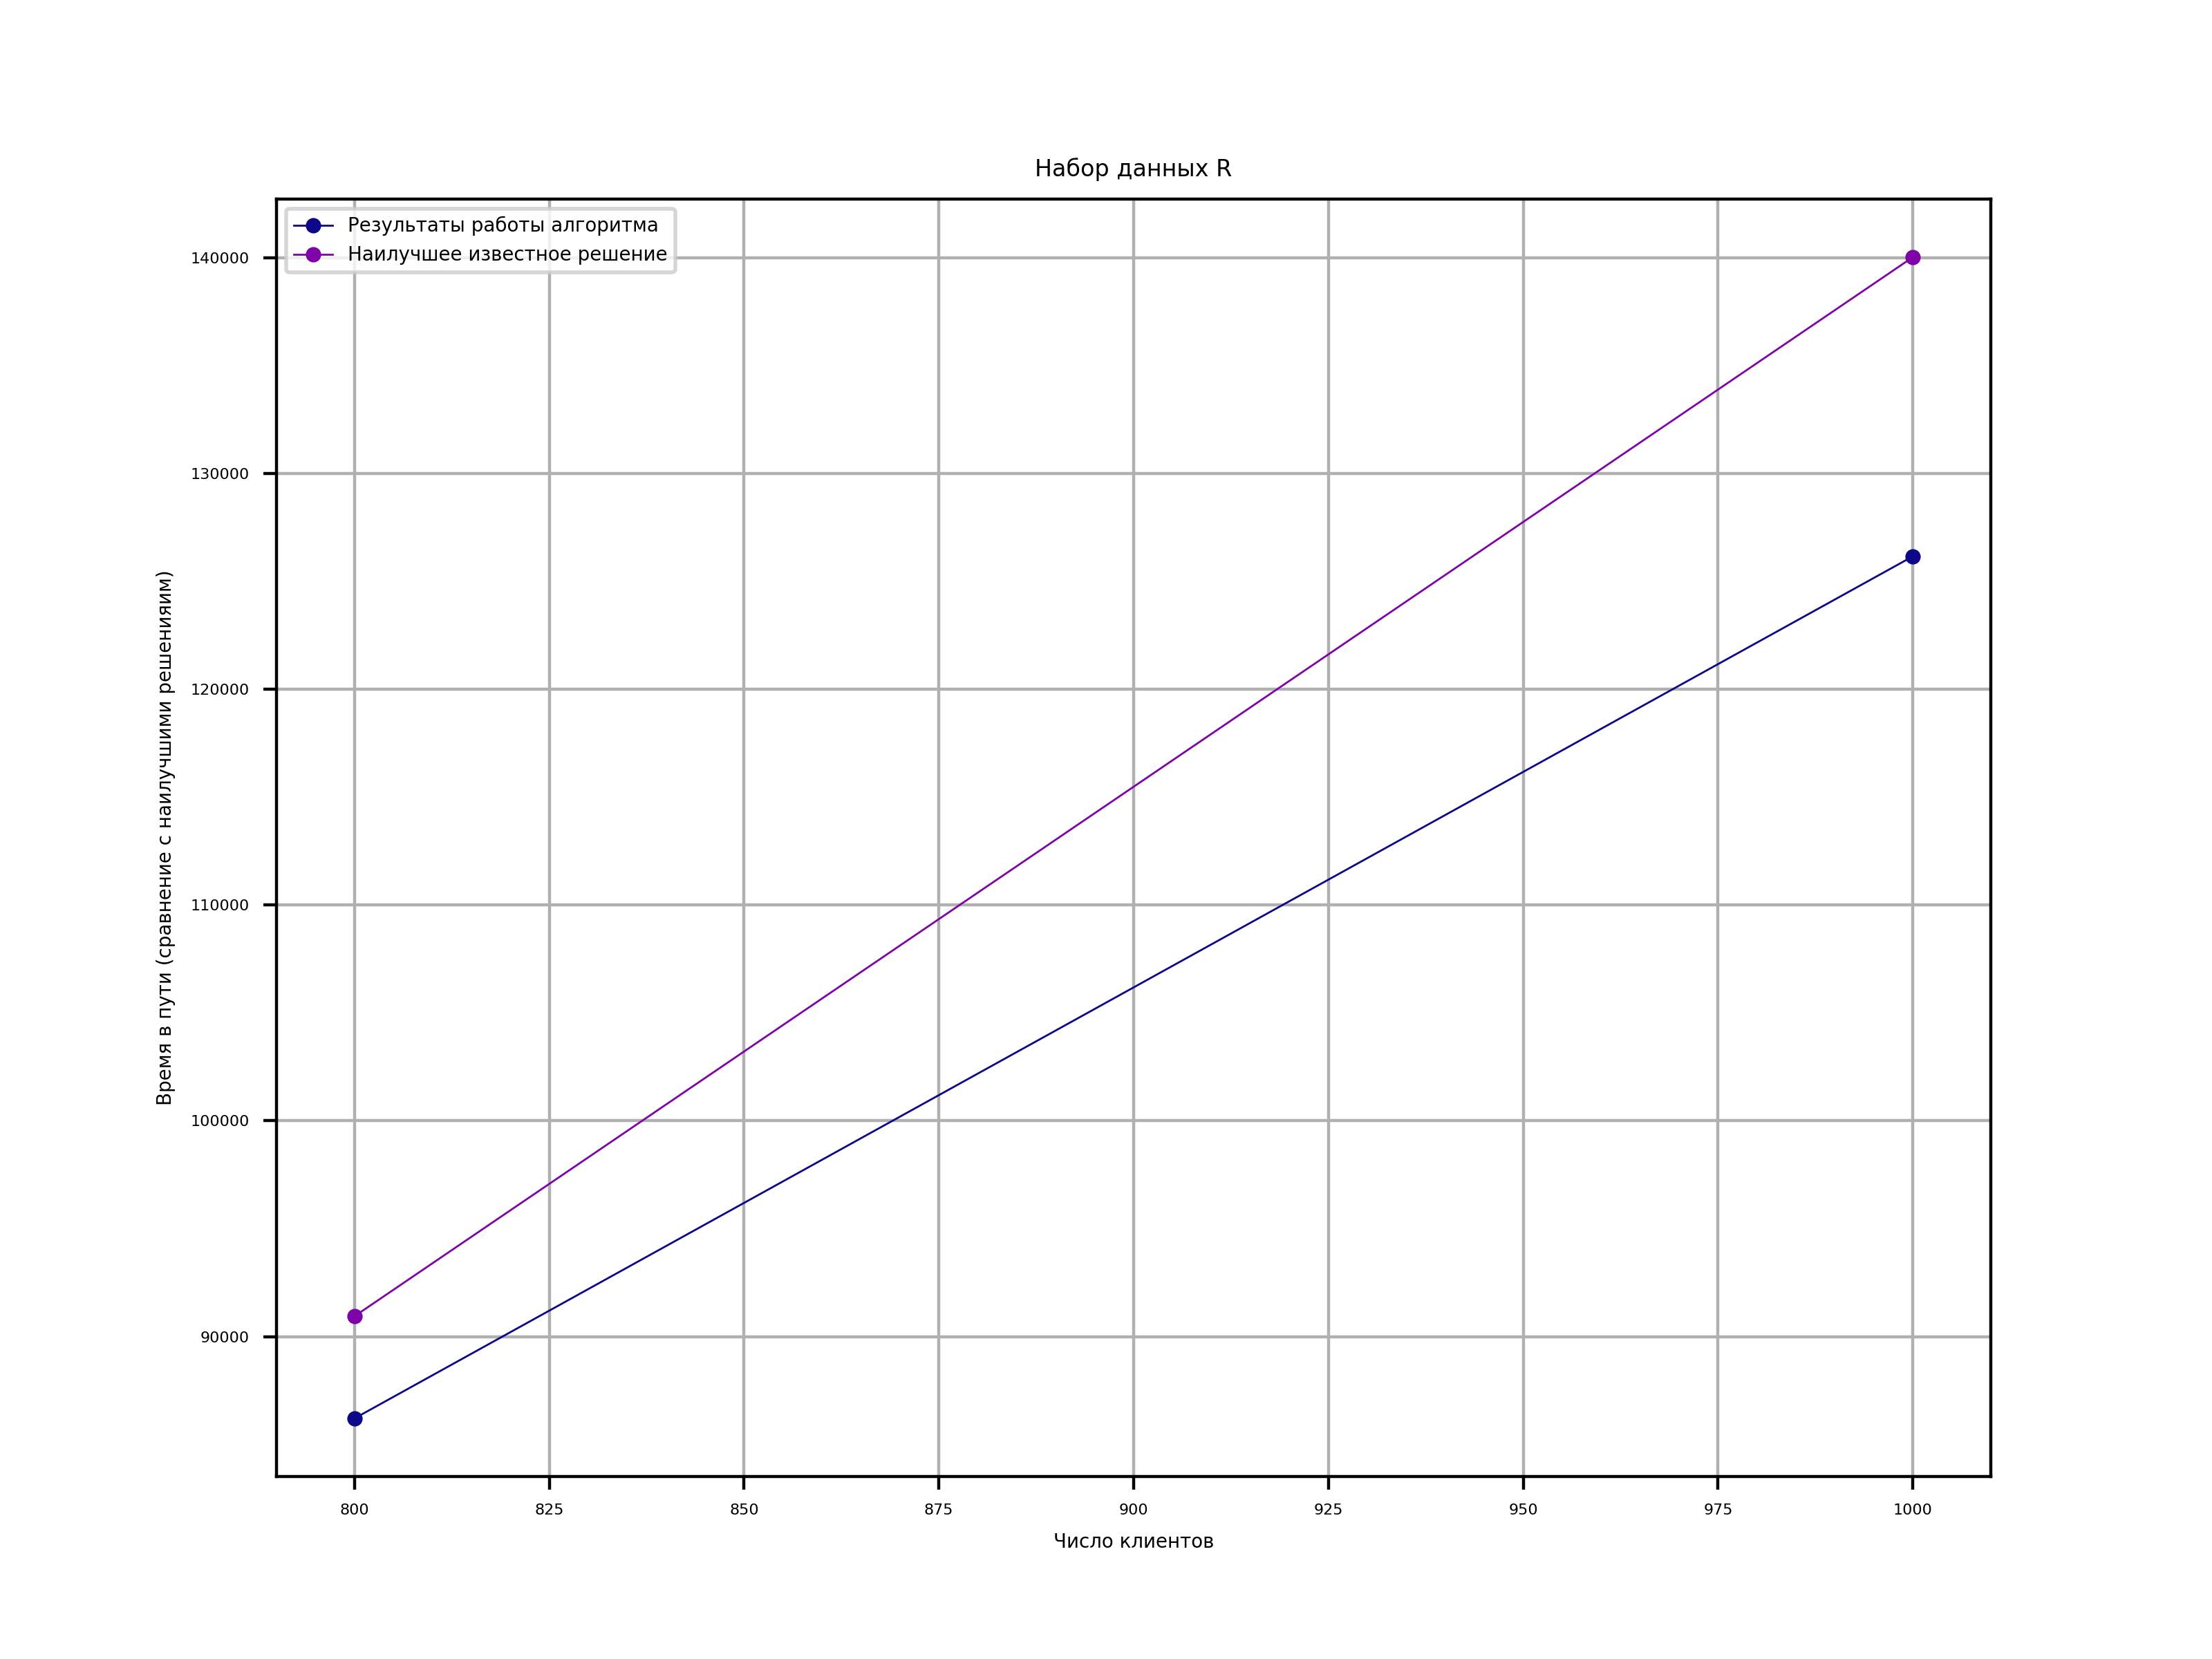 Набор данных R
Результаты работы алгоритма
Наилучшее известное решение
140000
130000
120000
110000
100000
90000
Время в пути (сравнение с наилучшими решенияиим)
800 825 850 875 900 925 950 975 1000
Число клиентов